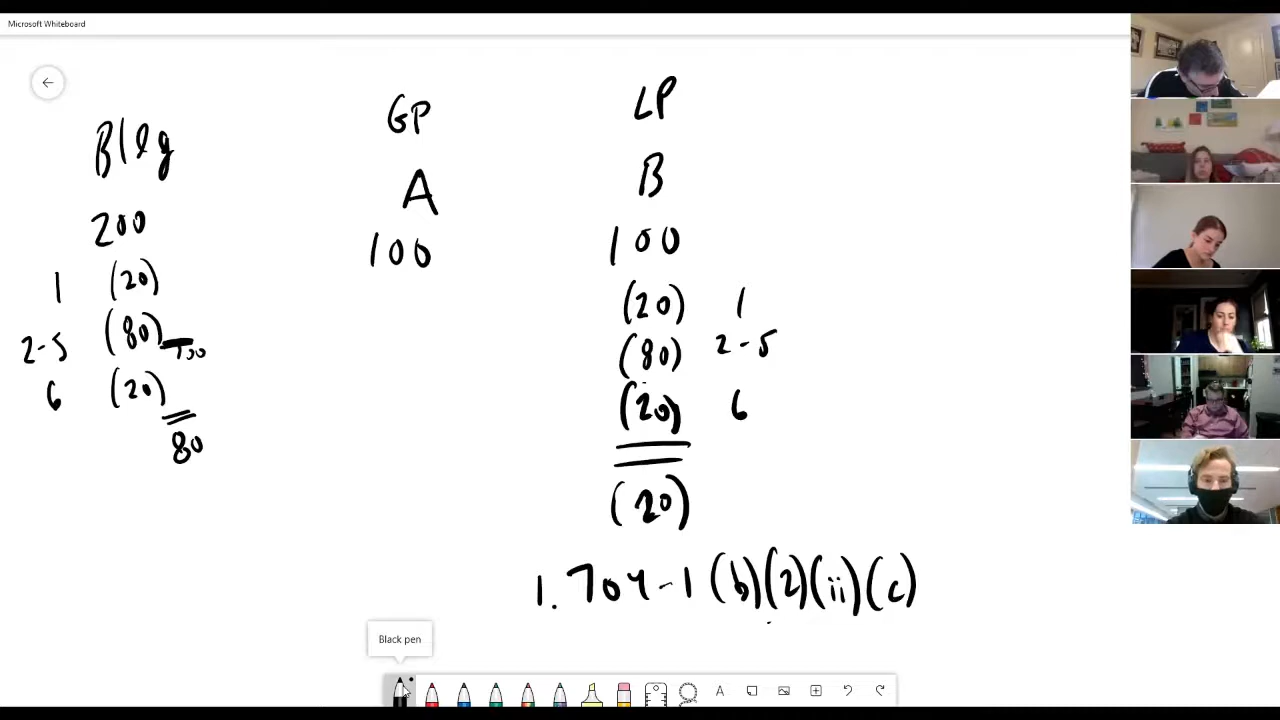 Microsoft Whiteboard
Bldg
200
1 (20)
2-5 (80) 100
6 (20)
80
GP
A
100
LP
B
100
(20) 1
(80) 2-5
(20) 6
(20)
1.704-1(b)(2)(ii)(c)
Black pen
A